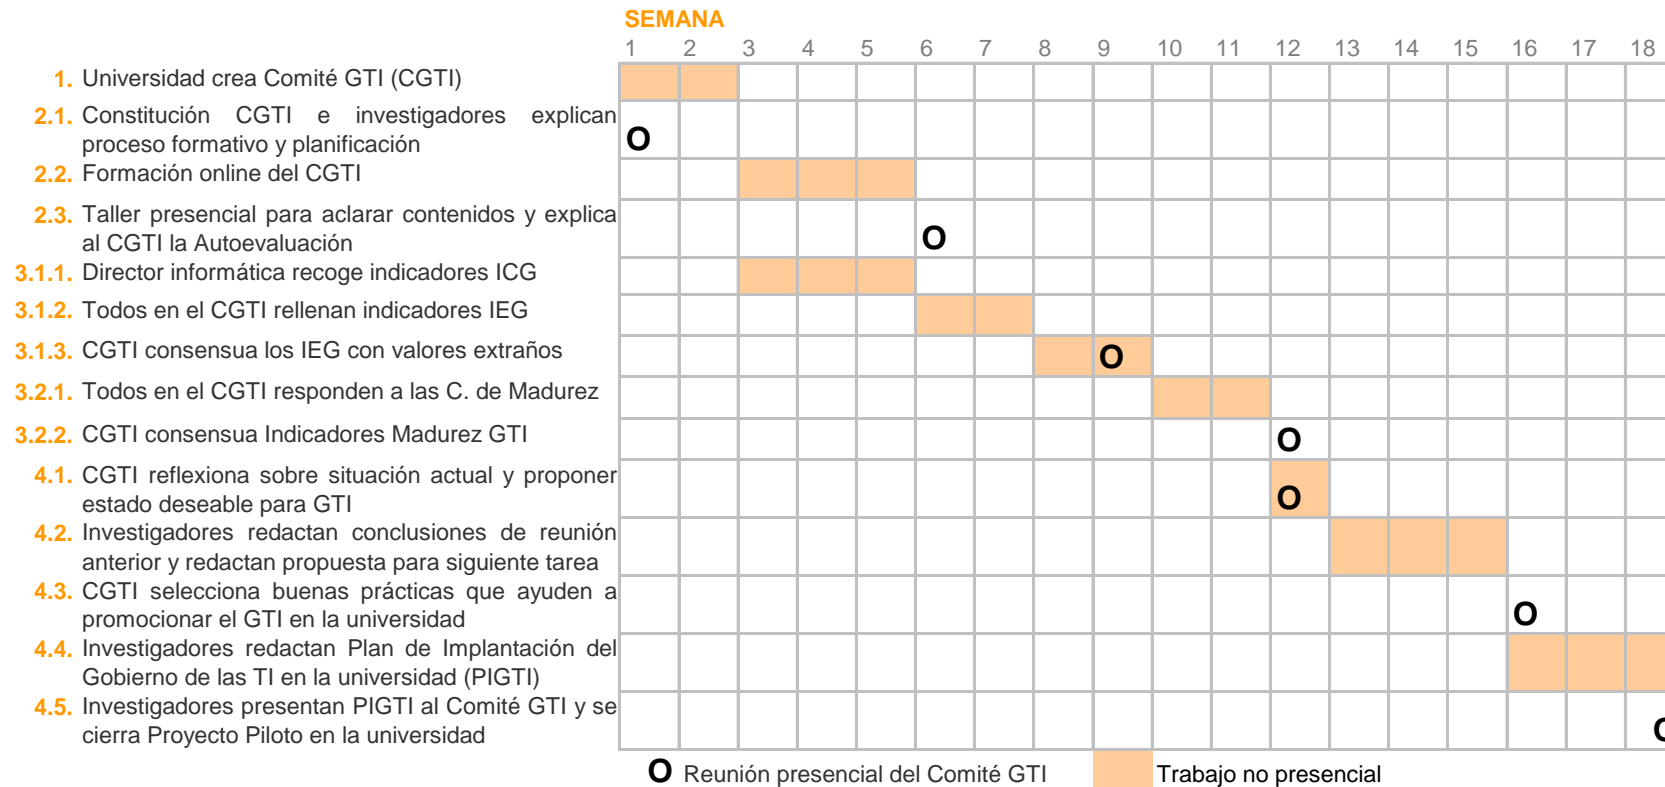 SEMANA
1 2 3 4 5 6 7 8 9 10 11 12 13 14 15 16 17 18
1. Universidad crea Comité GTI (CGTI)
2.1. Constitución CGTI e investigadores explican
proceso formativo y planificación
O
2.2. Formación online del CGTI
2.3. Taller presencial para aclarar contenidos y explica
al CGTI la Autoevaluación
O
3.1.1. Director informática recoge indicadores ICG
3.1.2. Todos en el CGTI rellenan indicadores IEG
3.1.3. CGTI consensua los IEG con valores extraños O
3.2.1. Todos en el CGTI responden a las C. de Madurez
3.2.2. CGTI consensua Indicadores Madurez GTI O
4.1. CGTI reflexiona sobre situación actual y proponer
estado deseable para GTI
O
4.2. Investigadores redactan conclusiones de reunión
anterior y redactan propuesta para siguiente tarea
4.3. CGTI selecciona buenas prácticas que ayuden a
promocionar el GTI en la universidad
O
4.4. Investigadores redactan Plan de Implantación del
Gobierno de las TI en la universidad (PIGTI)
4.5. Investigadores presentan PIGTI al Comité GTI y se
cierra Proyecto Piloto en la universidad
O
O Reunión presencial del Comité GTI Trabajo no presencial